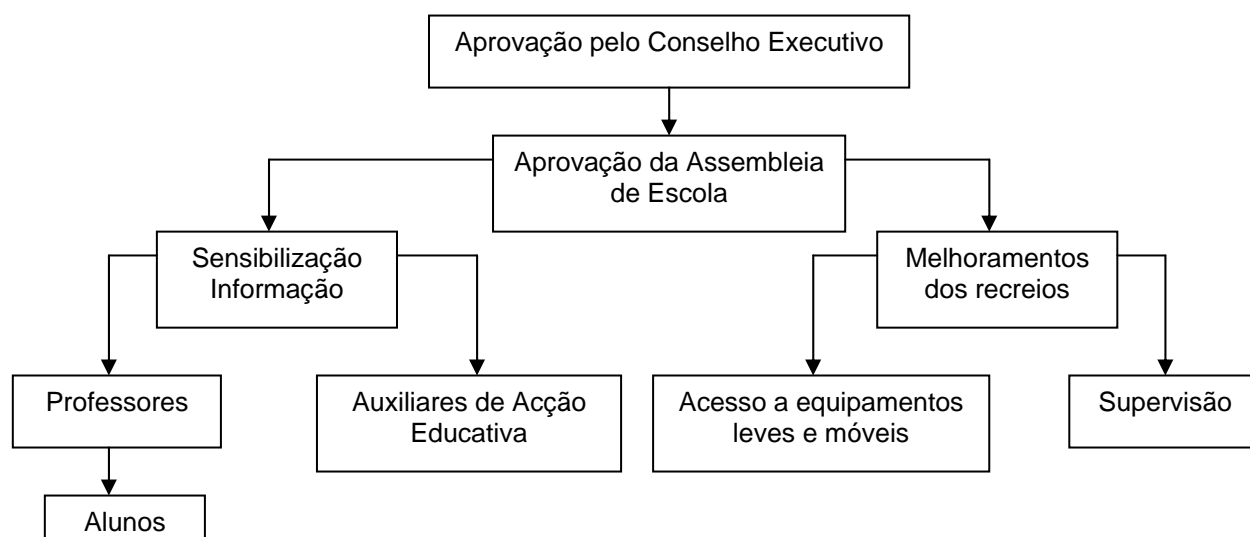 Aprovação pelo Conselho Executivo
Aprovação da Assembleia
de Escola
Sensibilização
Informação
Melhoramentos
dos recreios
Professores
Auxiliares de Acção
Educativa
Acesso a equipamentos
leves e móveis
Supervisão
Alunos